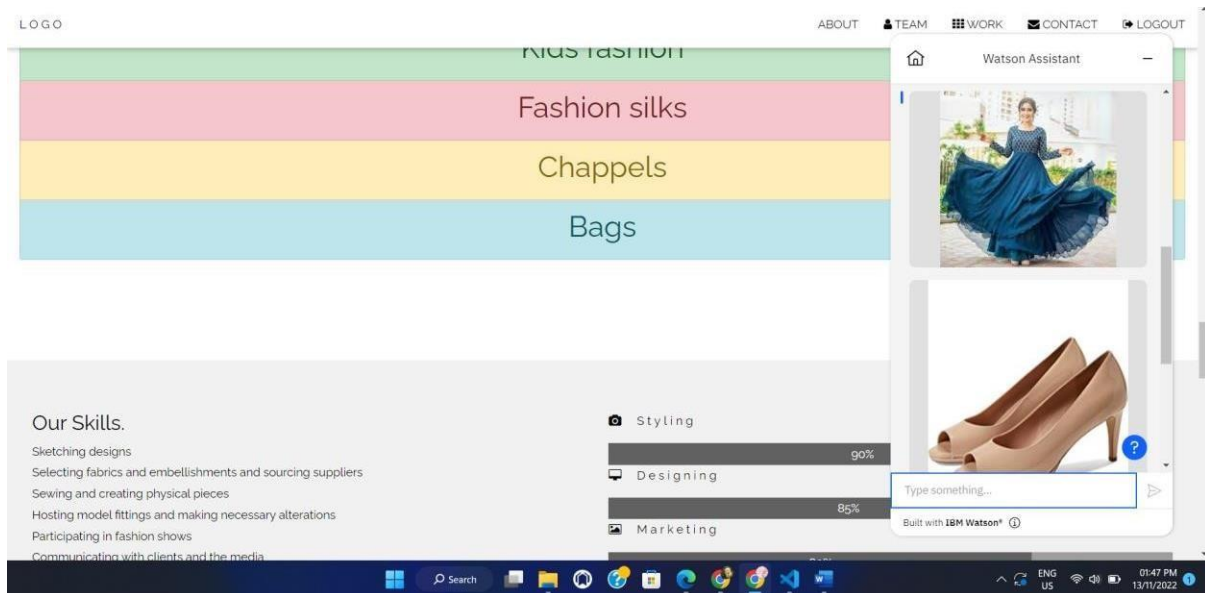 LOGO
ABOUT TEAM WORK CONTACT LOGOUT
Kids fashion
Fashion silks
Chappels
Bags
Our Skills.
Sketching designs
Selecting fabrics and embellishments and sourcing suppliers
Sewing and creating physical pieces
Hosting model fittings and making necessary alterations
Participating in fashion shows
Communicating with clients and the media
Styling
90%
Designing
85%
Marketing
Watson Assistant
?
Type something...
Built with IBM Watson®
Search
ENG
US
01:47 PM
13/11/2022
1